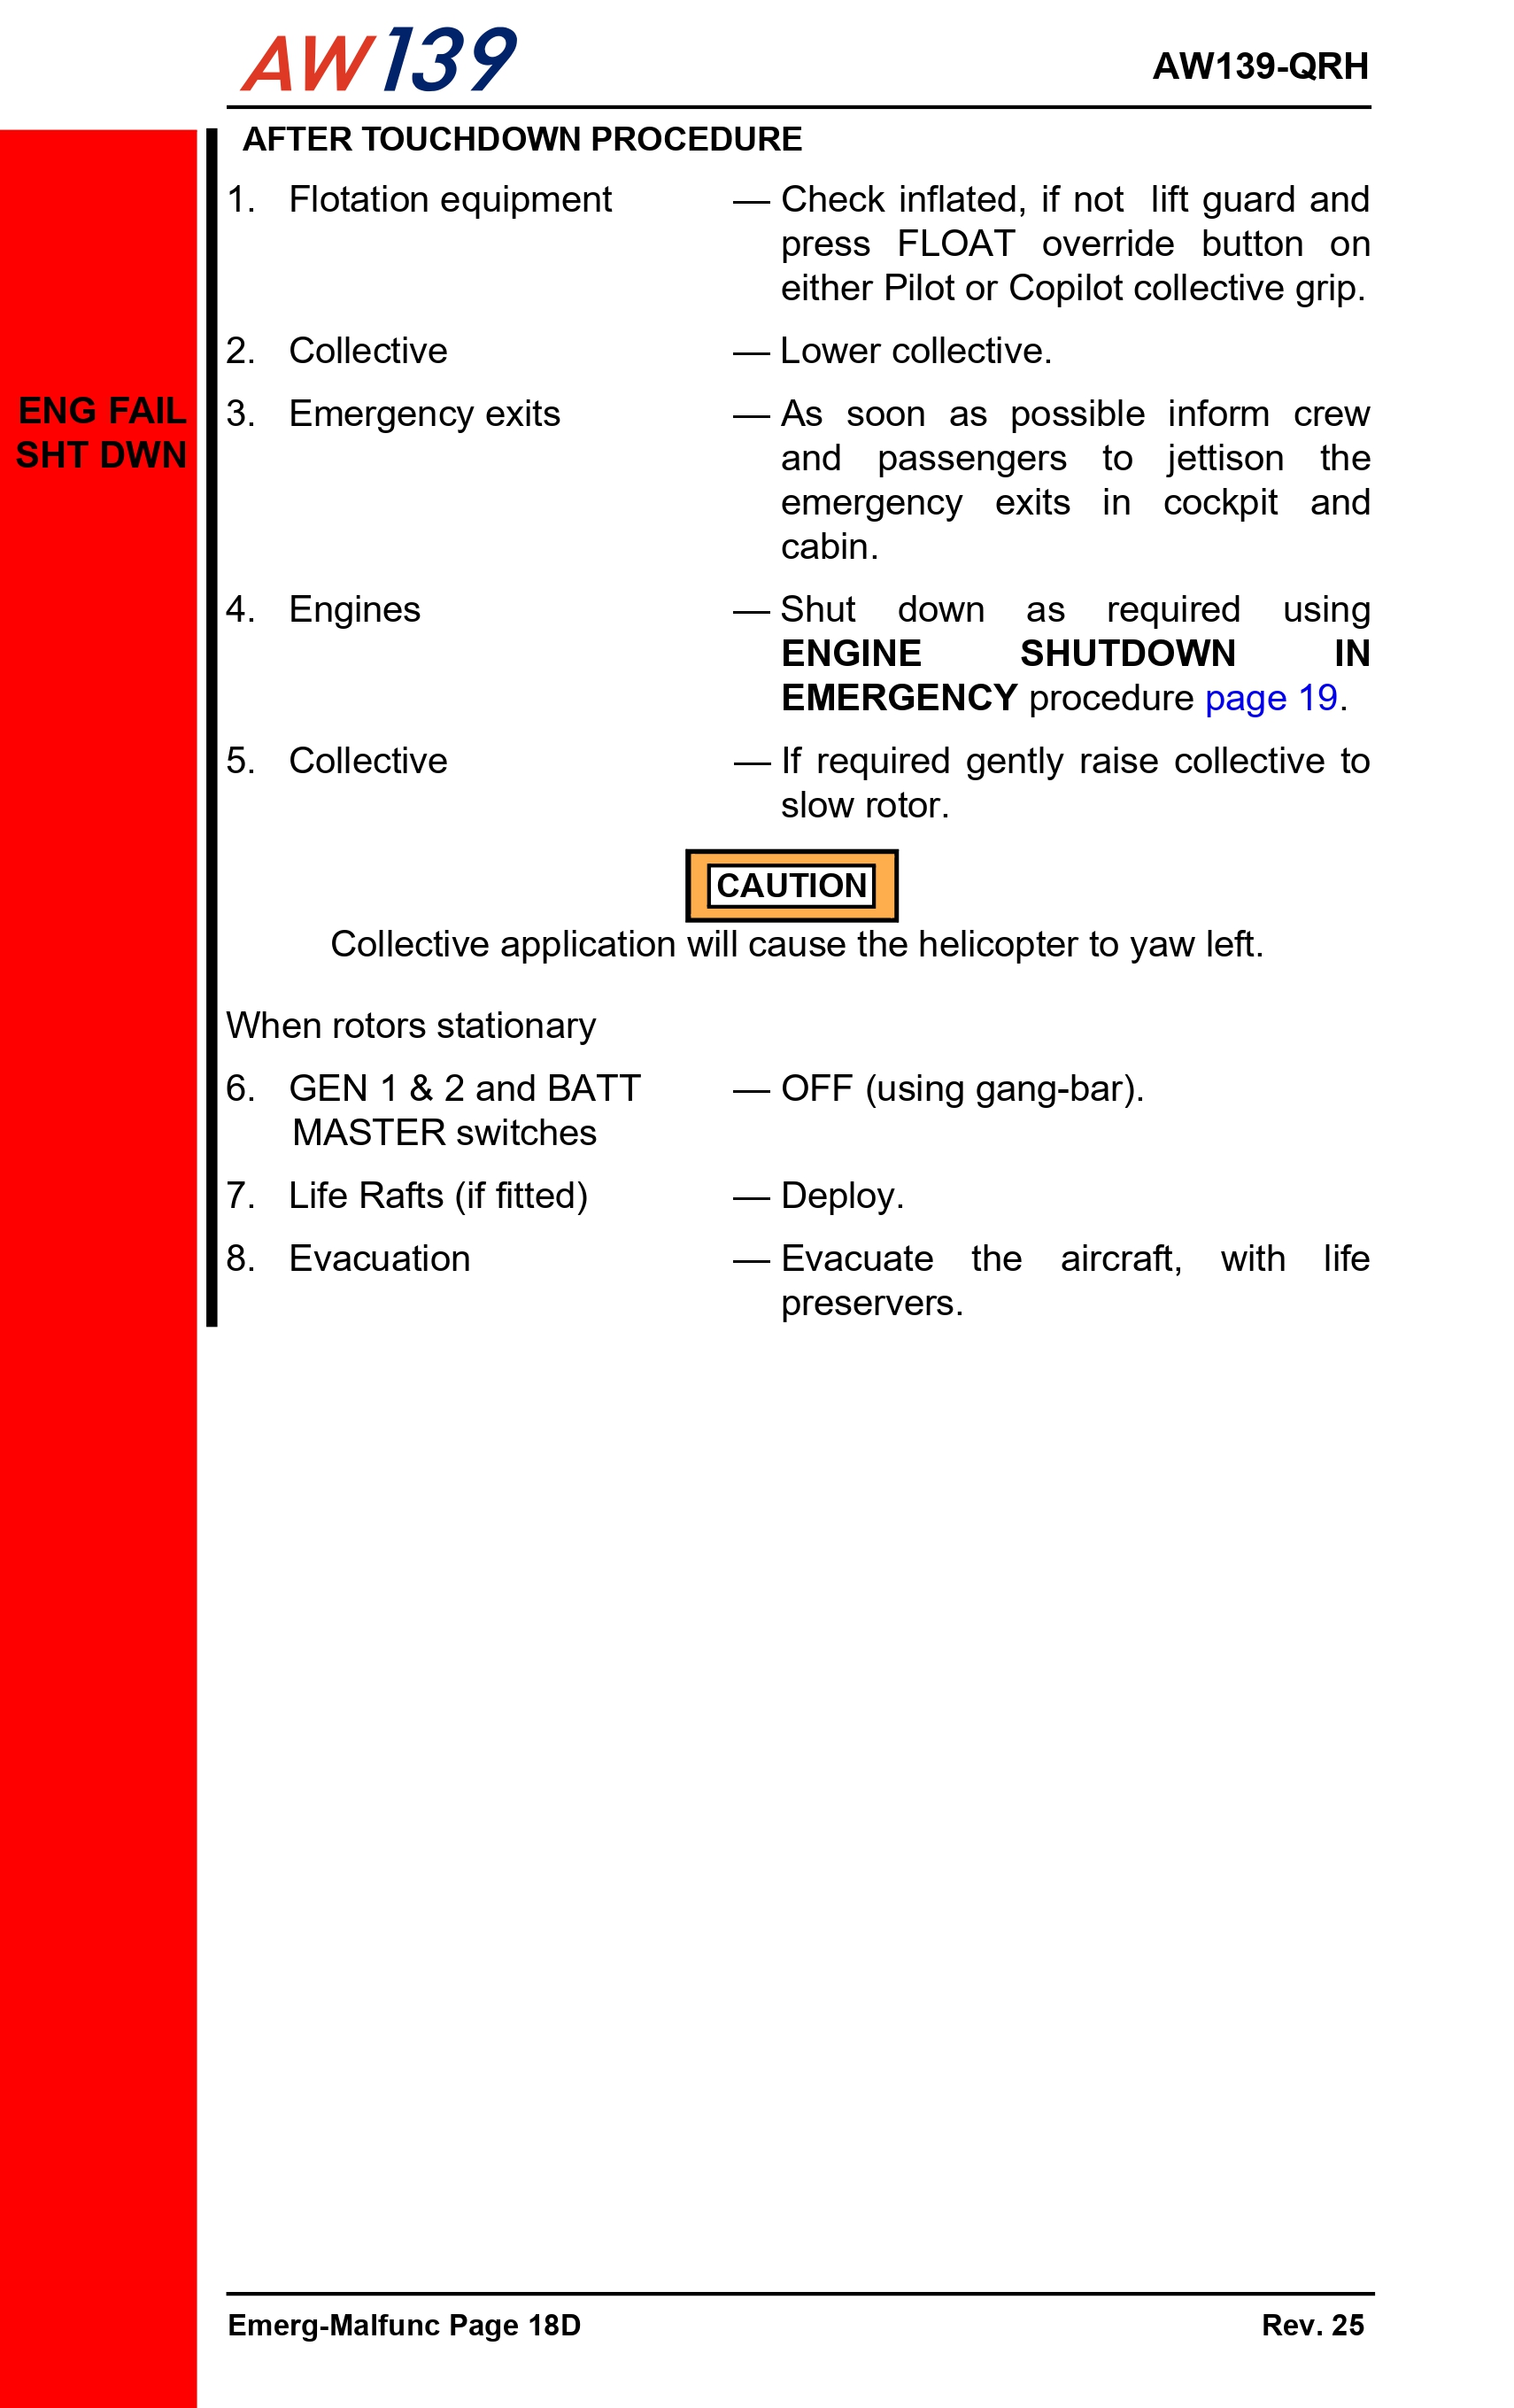 AW139
AW139-QRH
AFTER TOUCHDOWN PROCEDURE
1. Flotation equipment — Check inflated, if not lift guard and
press FLOAT override button on
either Pilot or Copilot collective grip.
2. Collective — Lower collective.
ENG FAIL
SHT DWN
3. Emergency exits — As soon as possible inform crew
and passengers to jettison the
emergency exits in cockpit and
cabin.
4. Engines — Shut down as required using
ENGINE SHUTDOWN IN
EMERGENCY procedure page 19.
5. Collective — If required gently raise collective to
slow rotor.
CAUTION
Collective application will cause the helicopter to yaw left.
When rotors stationary
6. GEN 1 & 2 and BATT — OFF (using gang-bar).
MASTER switches
7. Life Rafts (if fitted) — Deploy.
8. Evacuation — Evacuate the aircraft, with life
preservers.
Emerg-Malfunc Page 18D
Rev. 25